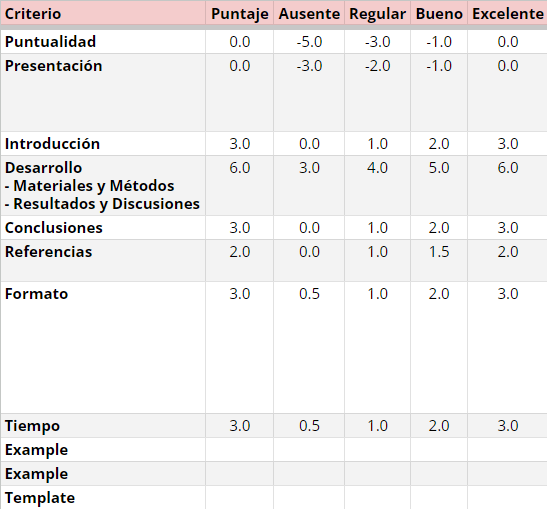 Criterio Puntaje Ausente Regular Bueno Excelente
Puntualidad 0.0 -5.0 -3.0 -1.0 0.0
Presentación 0.0 -3.0 -2.0 -1.0 0.0
Introducción 3.0 0.0 1.0 2.0 3.0
Desarrollo 6.0 3.0 4.0 5.0 6.0
- Materiales y Métodos
- Resultados y Discusiones
Conclusiones 3.0 0.0 1.0 2.0 3.0
Referencias 2.0 0.0 1.0 1.5 2.0
Formato 3.0 0.5 1.0 2.0 3.0
Tiempo 3.0 0.5 1.0 2.0 3.0
Example
Example
Template